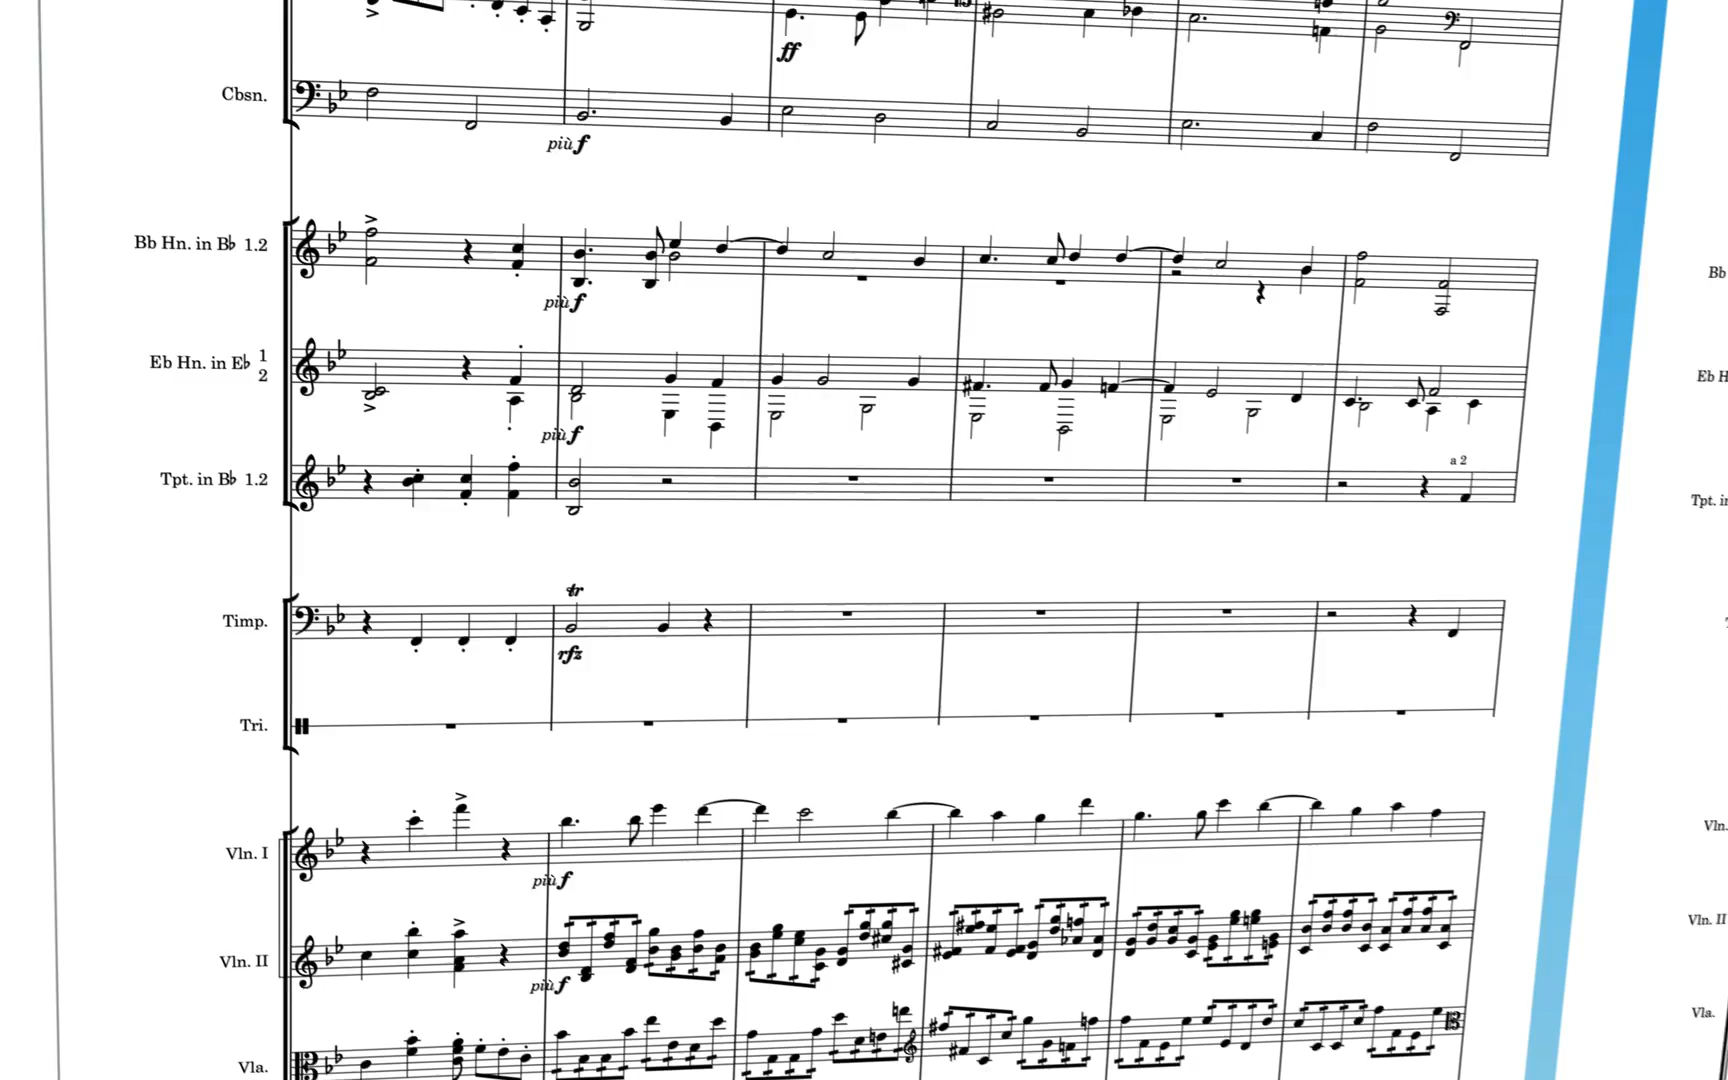 ff
Cbsn.
più f
Bb Hn. in B♭ 1.2
Bb
più f
Eb Hn. in E♭ 1
2
Eb H
più f
a 2
Tpt. in B♭ 1.2
Tpt. in
tr
Timp.
rfz
Tri.
Vln. I
Vln.
più f
Vln. II
Vln. II
più f
Vla.
Vla.